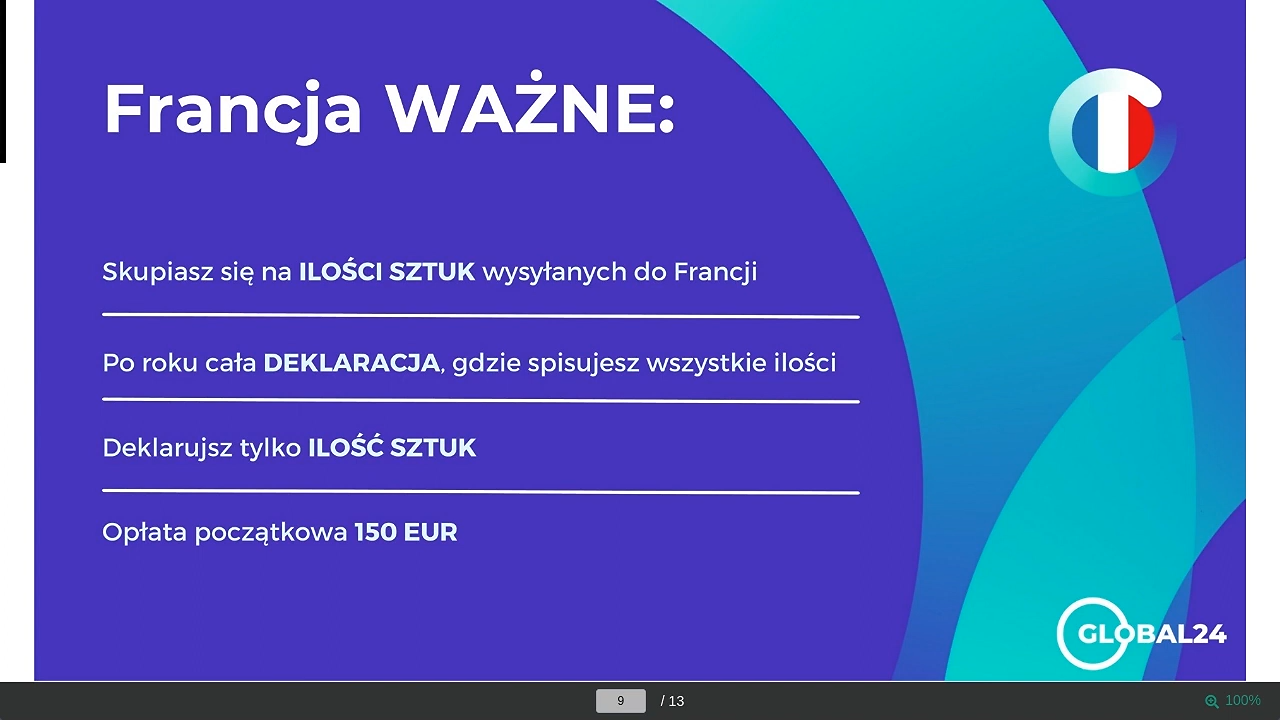 Francja WAŻNE:
Skupiasz się na ILOŚCI SZTUK wysyłanych do Francji
Po roku cała DEKLARACJA, gdzie spisujesz wszystkie ilości
Deklarujsz tylko ILOŚĆ SZTUK
Opłata początkowa 150 EUR
GLOBAL24
9 / 13
100%